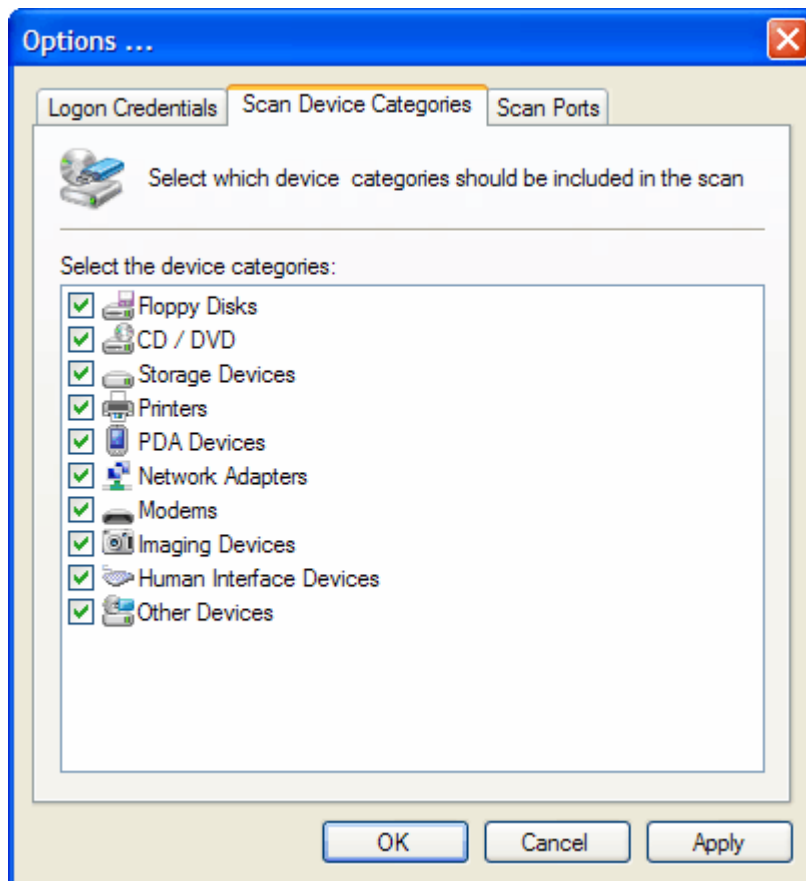 Options ...
Logon Credentials Scan Device Categories Scan Ports
Select which device categories should be included in the scan
Select the device categories:
Floppy Disks
CD / DVD
Storage Devices
Printers
PDA Devices
Network Adapters
Modems
Imaging Devices
Human Interface Devices
Other Devices
OK Cancel Apply